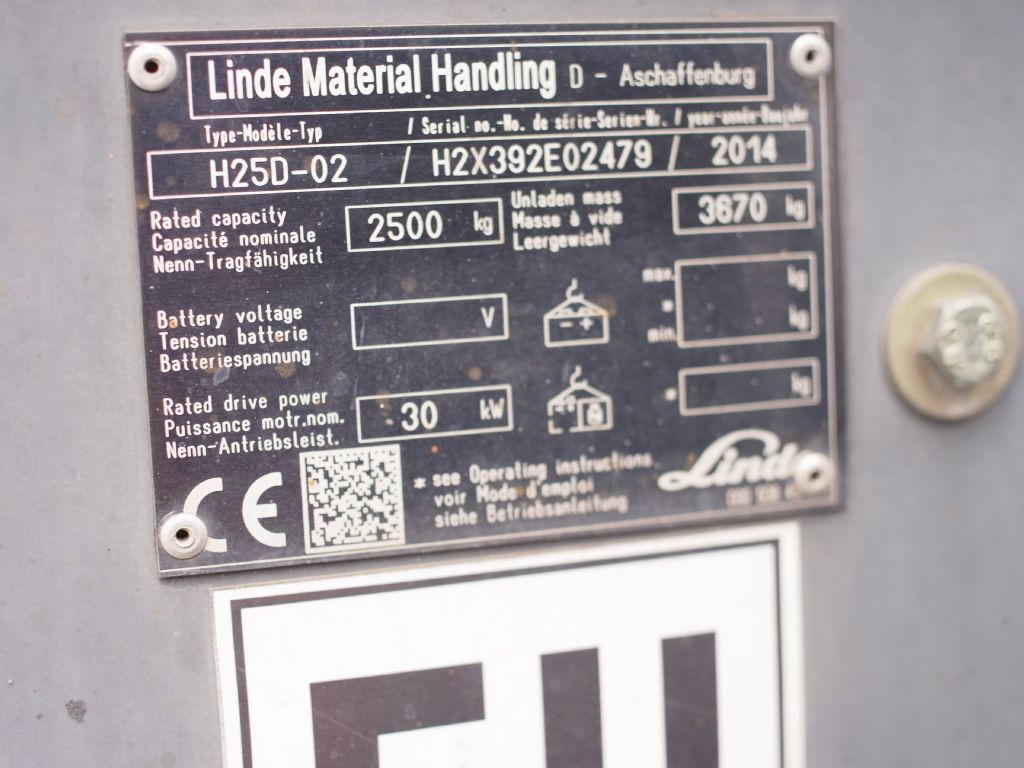 Linde Material Handling D - Aschaffenburg
Type-Modèle-Typ / Serial no.-No. de série-Serien-Nr. / year-année-Baujahr
H25D-02 / H2X392E02479 / 2014
Rated capacity
Capacité nominale
Nenn-Tragfähigkeit
2500 kg
Unladen mass
Masse à vide
Leergewicht
3670 kg
Battery voltage
Tension batterie
Batteriespannung
V
- +
max. kg
* kg
min.
Rated drive power
Puissance motr.nom.
Nenn-Antriebsleist.
30 kW
* kg
CE
* see Operating instructions
voir Mode d'emploi
siehe Betriebsanleitung
Linde